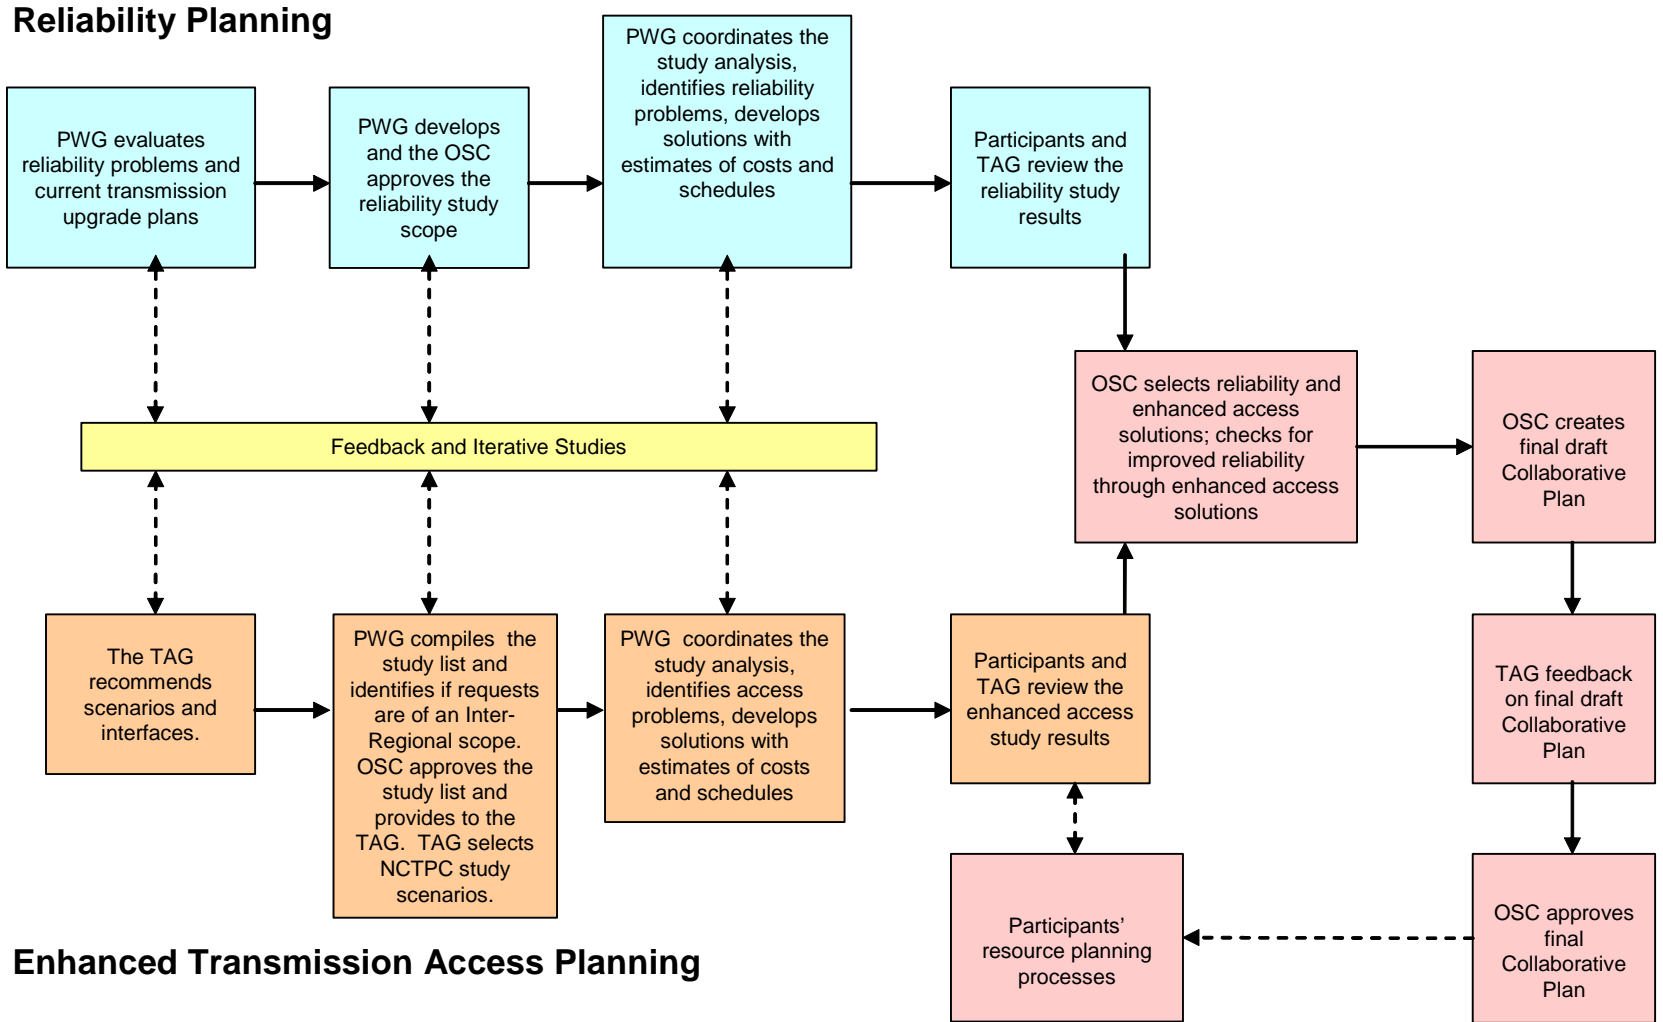 Reliability Planning
PWG evaluates
reliability problems and
current transmission
upgrade plans
PWG develops
and the OSC
approves the
reliability study
scope
PWG coordinates the
study analysis,
identifies reliability
problems, develops
solutions with
estimates of costs and
schedules
Participants and
TAG review the
reliability study
results
Feedback and Iterative Studies
OSC selects reliability and
enhanced access
solutions; checks for
improved reliability
through enhanced access
solutions
OSC creates
final draft
Collaborative
Plan
The TAG
recommends
scenarios and
interfaces.
PWG compiles  the
study list and
identifies if requests
are of an Inter-
Regional scope.
OSC approves the
study list and
provides to the
TAG.  TAG selects
NCTPC study
scenarios.
PWG  coordinates the
study analysis,
identifies access
problems, develops
solutions with
estimates of costs
and schedules
Participants and
TAG review the
enhanced access
study results
TAG feedback
on final draft
Collaborative
Plan
Participants’
resource planning
processes
OSC approves
final
Collaborative
Plan
Enhanced Transmission Access Planning